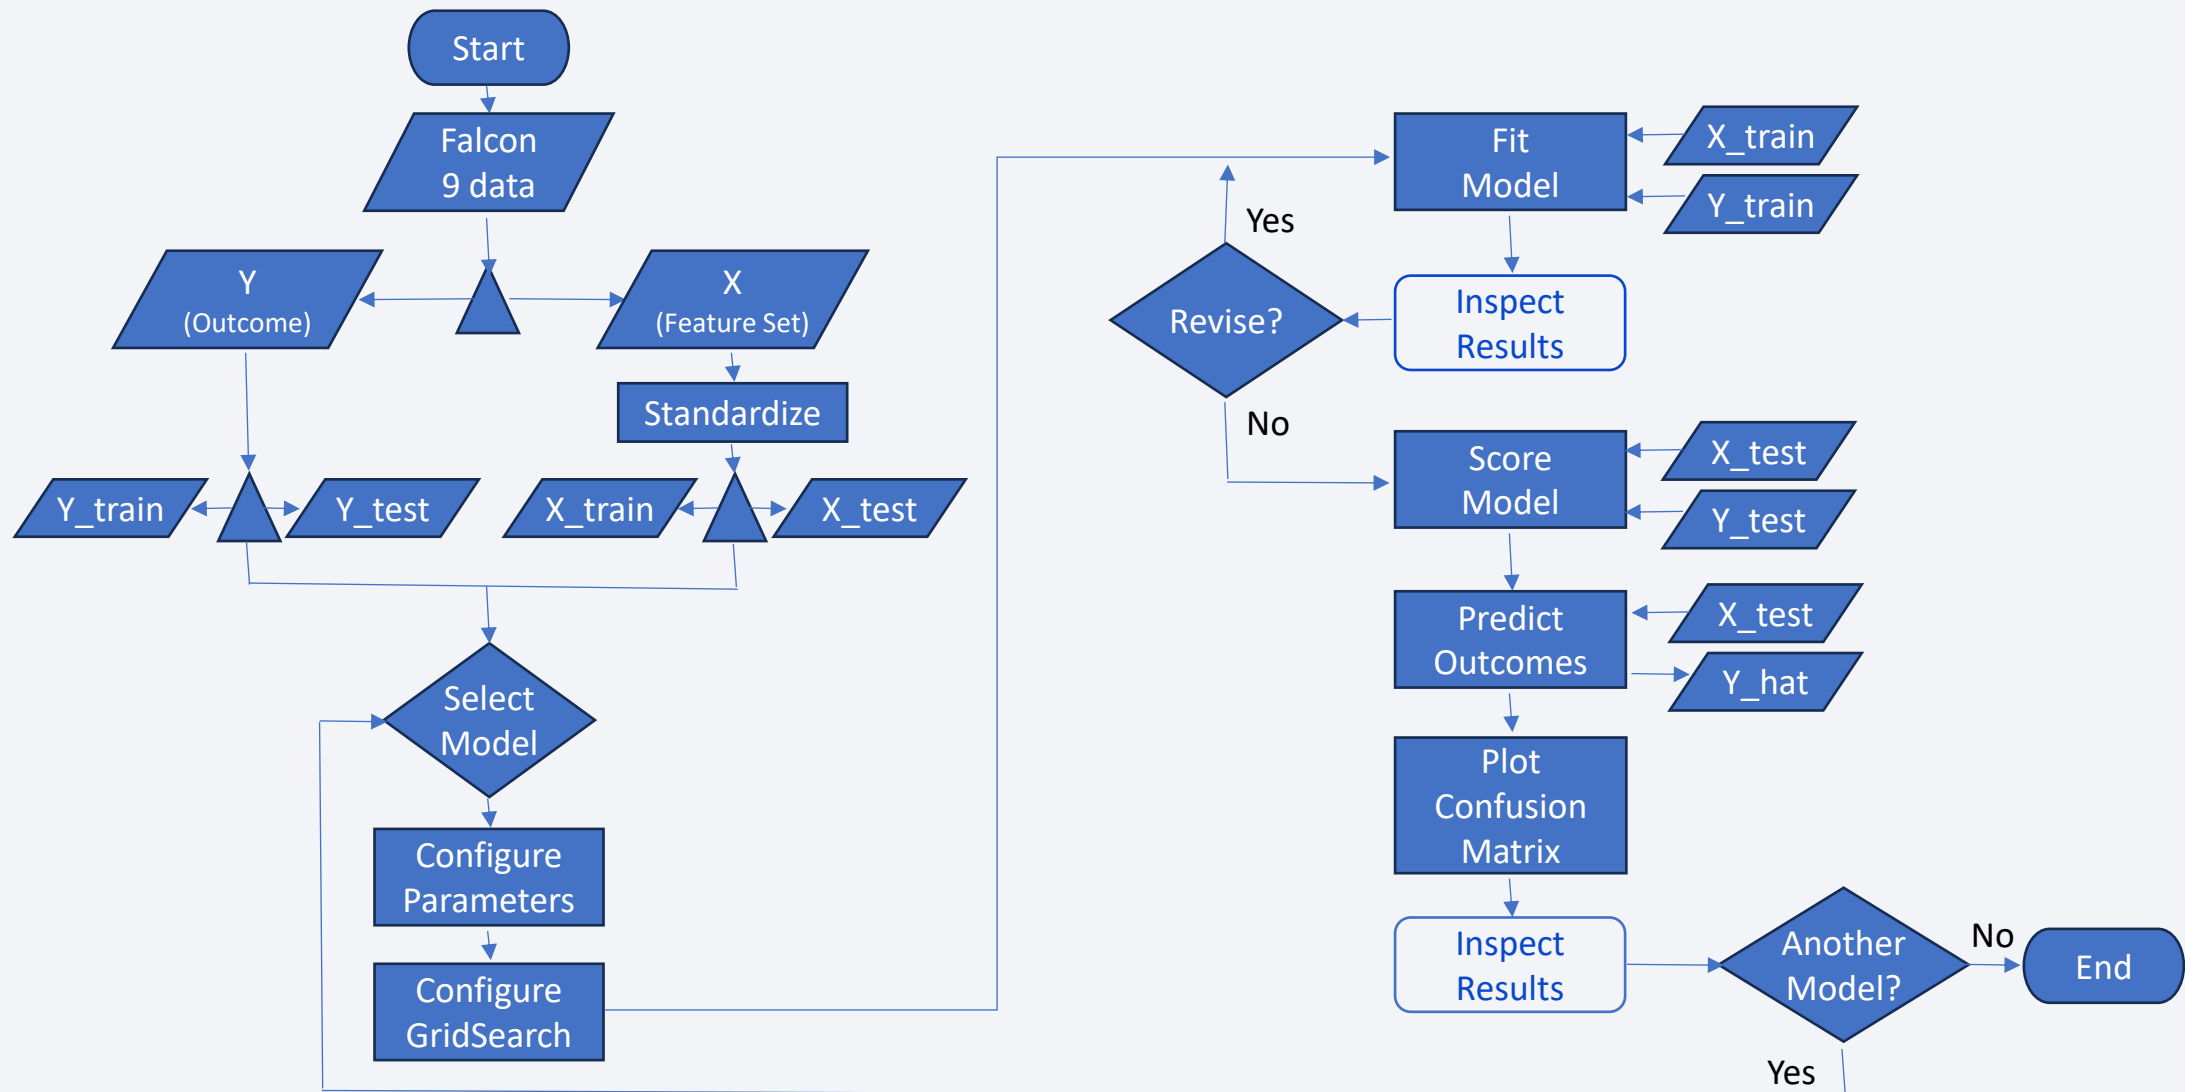 Start
Falcon
9 data
Y
(Outcome)
X
(Feature Set)
Standardize
Y_train
Y_test
X_train
X_test
Select
Model
Configure
Parameters
Configure
GridSearch
Fit
Model
X_train
Y_train
Yes
Inspect
Results
Revise?
No
Score
Model
X_test
Y_test
Predict
Outcomes
X_test
Y_hat
Plot
Confusion
Matrix
Inspect
Results
Another
Model?
No
End
Yes